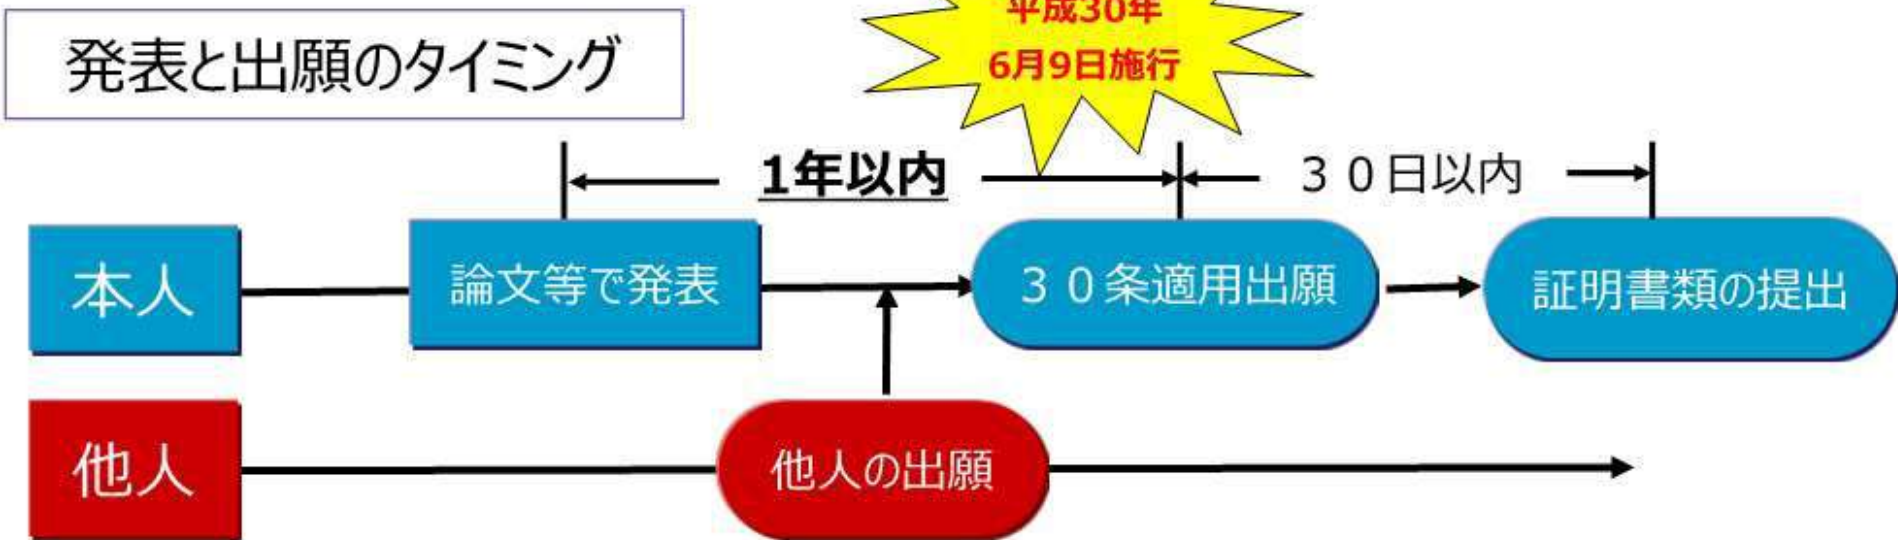 平成30年
6月9日施行
発表と出願のタイミング
1年以内
３０日以内
本人
論文等で発表
３０条適用出願
証明書類の提出
他人
他人の出願